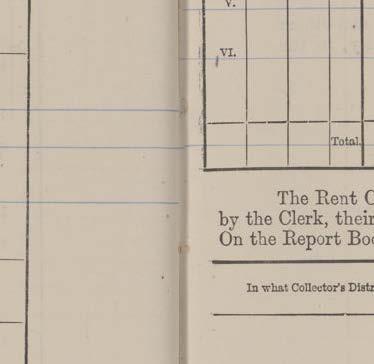 V.
VI.
Total.
The Rent C
by the Clerk, their
On the Report Boo
In what Collector's Distr